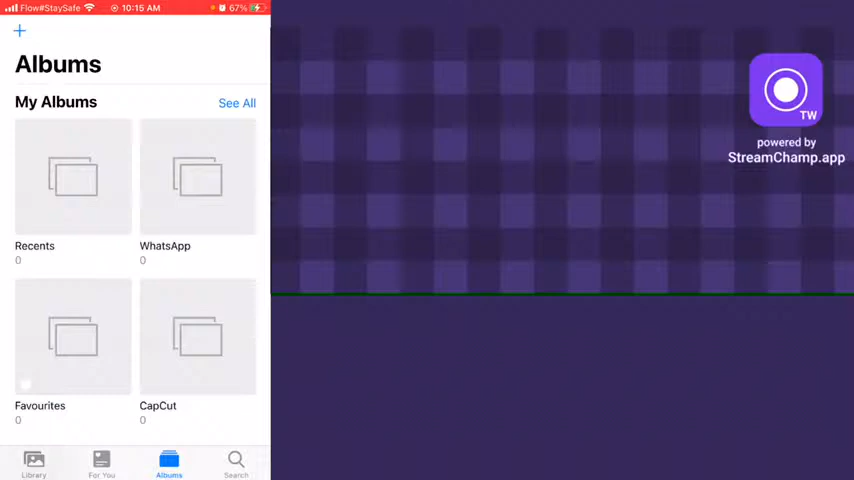 Flow#StaySafe 10:15 AM 67%
+
Albums
My Albums See All
Recents WhatsApp
0 0
Favourites CapCut
0 0
Library For You Albums Search
TW
powered by
StreamChamp.app